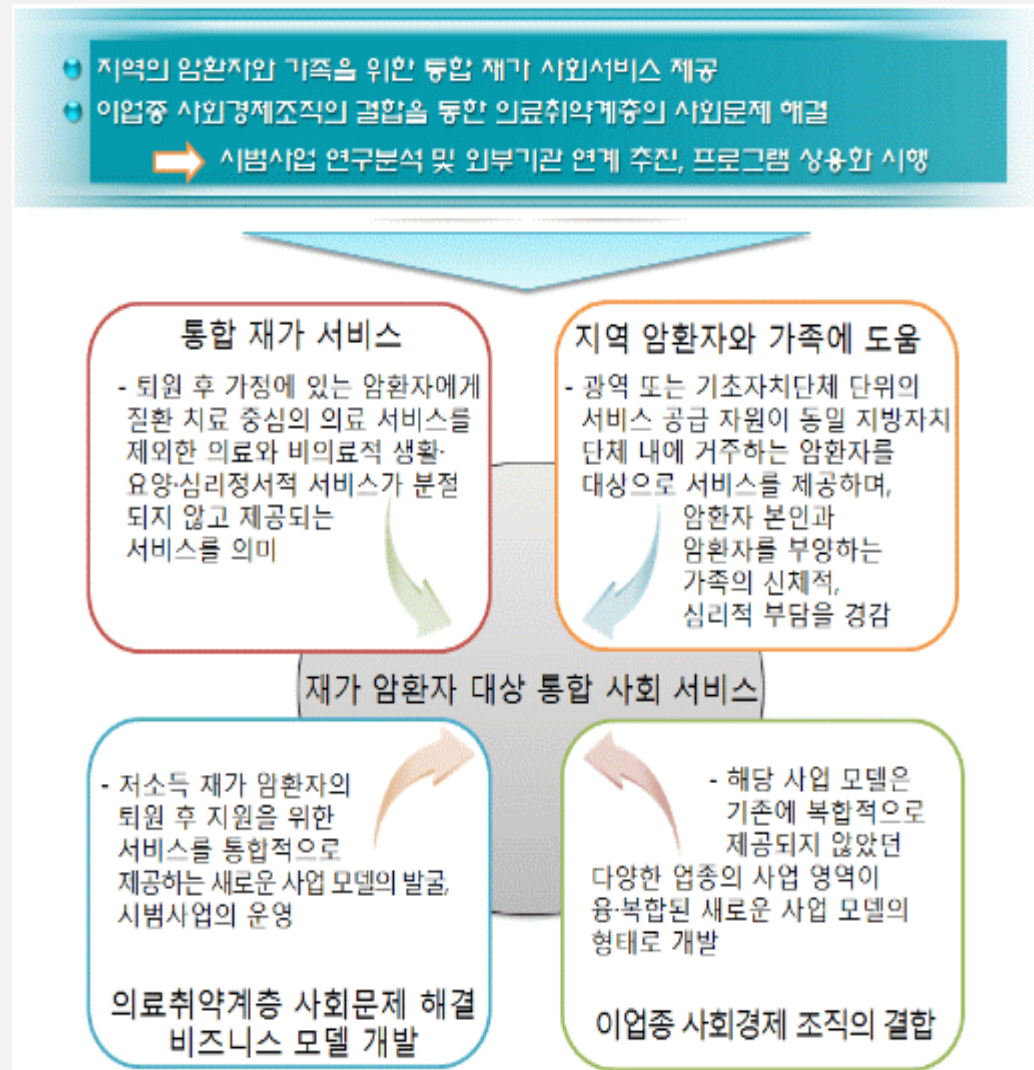 지역의 암환자와 가족을 위한 통합 재가 사회서비스 제공
이업종 사회경제조직의 결합을 통한 의료취약계층의 사회문제 해결
시범사업 연구분석 및 외부기관 연계 추진, 프로그램 상용화 시행
통합 재가 서비스
- 퇴원 후 가정에 있는 암환자에게
질환 치료 중심의 의료 서비스를
제외한 의료와 비의료적 생활·
요양·심리정서적 서비스가 분절
되지 않고 제공되는
서비스를 의미
지역 암환자와 가족에 도움
- 광역 또는 기초자치단체 단위의
서비스 공급 자원이 동일 지방자치
단체 내에 거주하는 암환자를
대상으로 서비스를 제공하며,
암환자 본인과
암환자를 부양하는
가족의 신체적,
심리적 부담을 경감
재가 암환자 대상 통합 사회 서비스
- 저소득 재가 암환자의
퇴원 후 지원을 위한
서비스를 통합적으로
제공하는 새로운 사업 모델의 발굴,
시범사업의 운영
의료취약계층 사회문제 해결
비즈니스 모델 개발
- 해당 사업 모델은
기존에 복합적으로
제공되지 않았던
다양한 업종의 사업 영역이
융·복합된 새로운 사업 모델의
형태로 개발
이업종 사회경제 조직의 결합